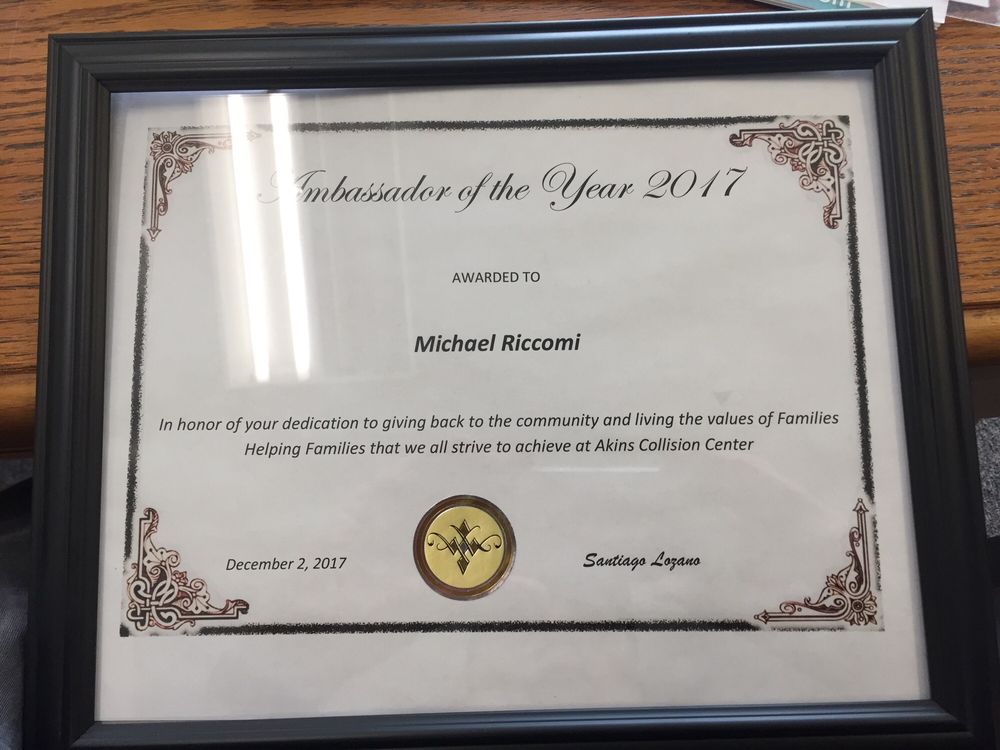 Ambassador of the Year 2017
AWARDED TO
Michael Riccomi
In honor of your dedication to giving back to the community and living the values of Families
Helping Families that we all strive to achieve at Akins Collision Center
December 2, 2017
Santiago Lozano